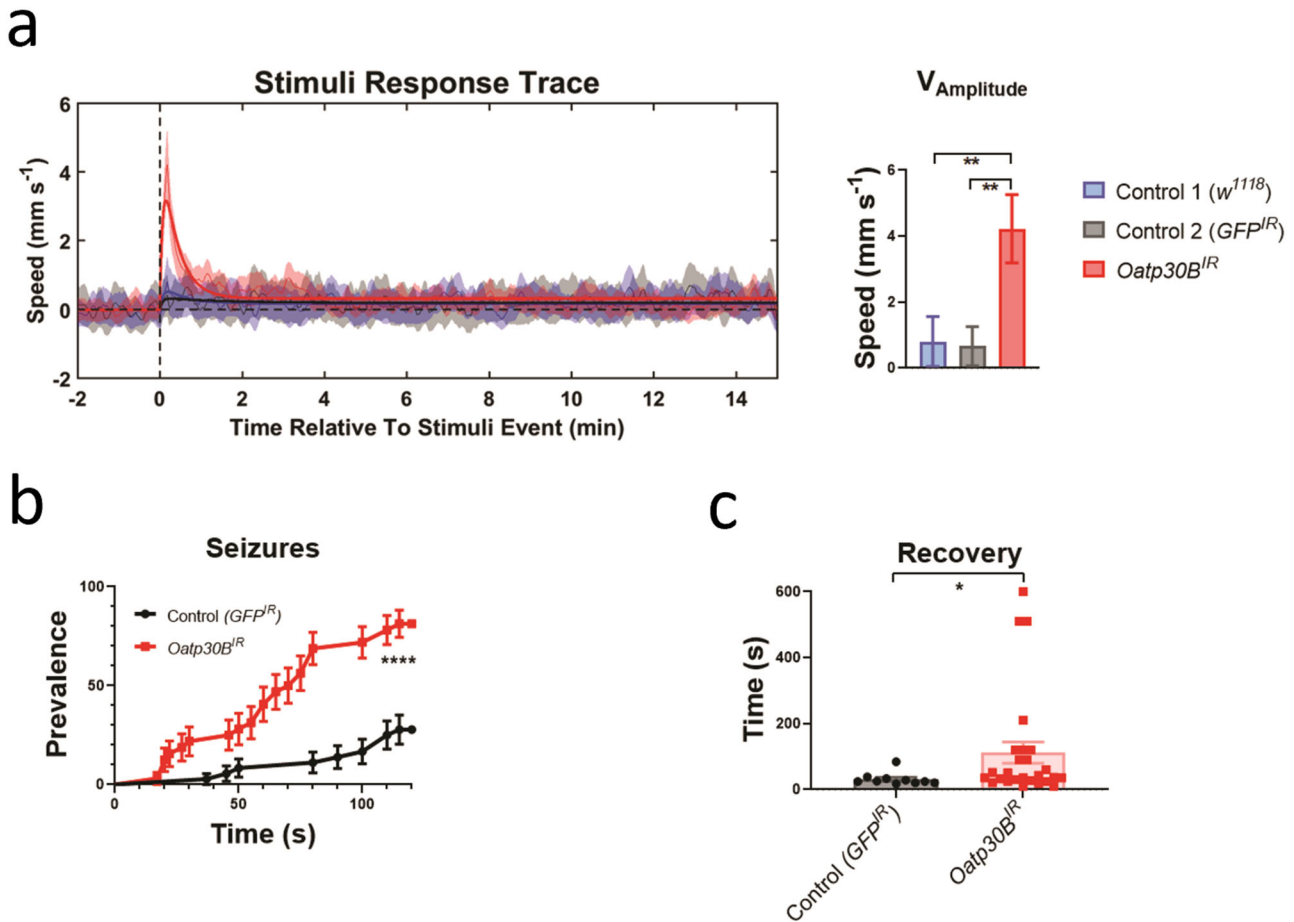 a
Stimuli Response Trace
6
4
2
0
-2
Speed (mm s-1)
-2
0
2
4
6
8
10
12
14
Time Relative To Stimuli Event (min)
VAmplitude
**
**
6
4
2
0
Speed (mm s-1)
Control 1 (w1118)
Control 2 (GFPIR)
Oatp30BIR
b
Seizures
100
50
0
Prevalence
Control (GFPIR)
Oatp30BIR
****
0
50
100
Time (s)
c
Recovery
*
600
400
200
0
Time (s)
Control (GFPIR)
Oatp30BIR